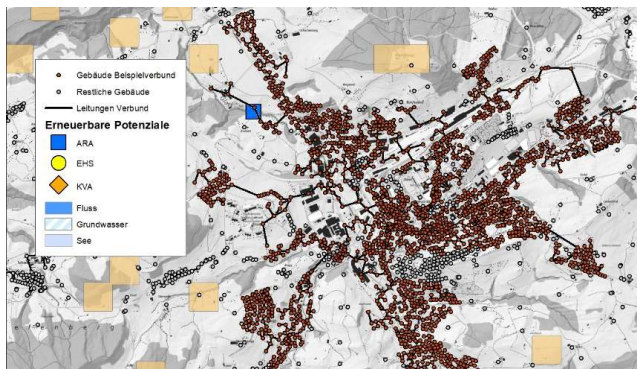 Gebäude Beispielverbund
Restliche Gebäude
Leitungen Verbund
Erneuerbare Potenziale
ARA
EHS
KVA
Fluss
Grundwasser
See